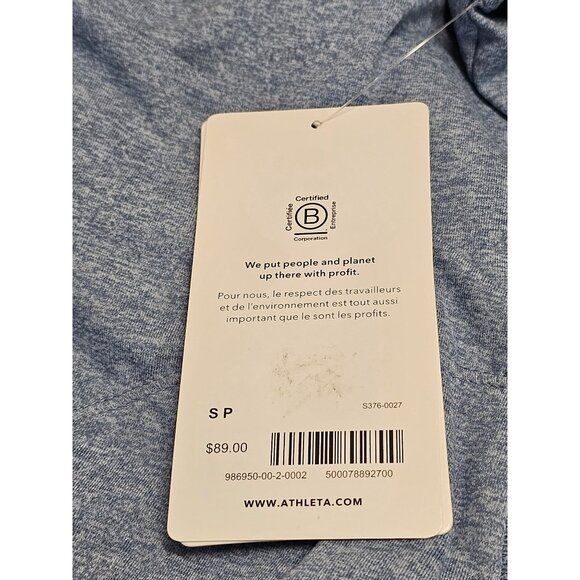 Certified
Certifiée
B
Entreprise
Corporation
We put people and planet
up there with profit.
Pour nous, le respect des travailleurs
et de l'environnement est tout aussi
important que le sont les profits.
S P
S376-0027
$89.00
986950-00-2-0002 500078892700
WWW.ATHLETA.COM